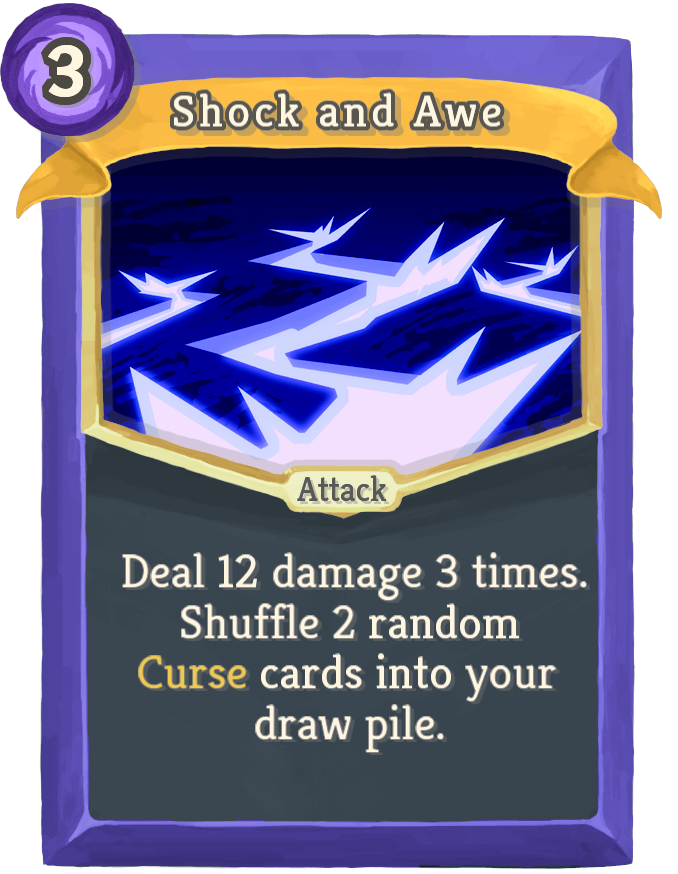 3
Shock and Awe
Attack
Deal 12 damage 3 times.
Shuffle 2 random
Curse cards into your
draw pile.